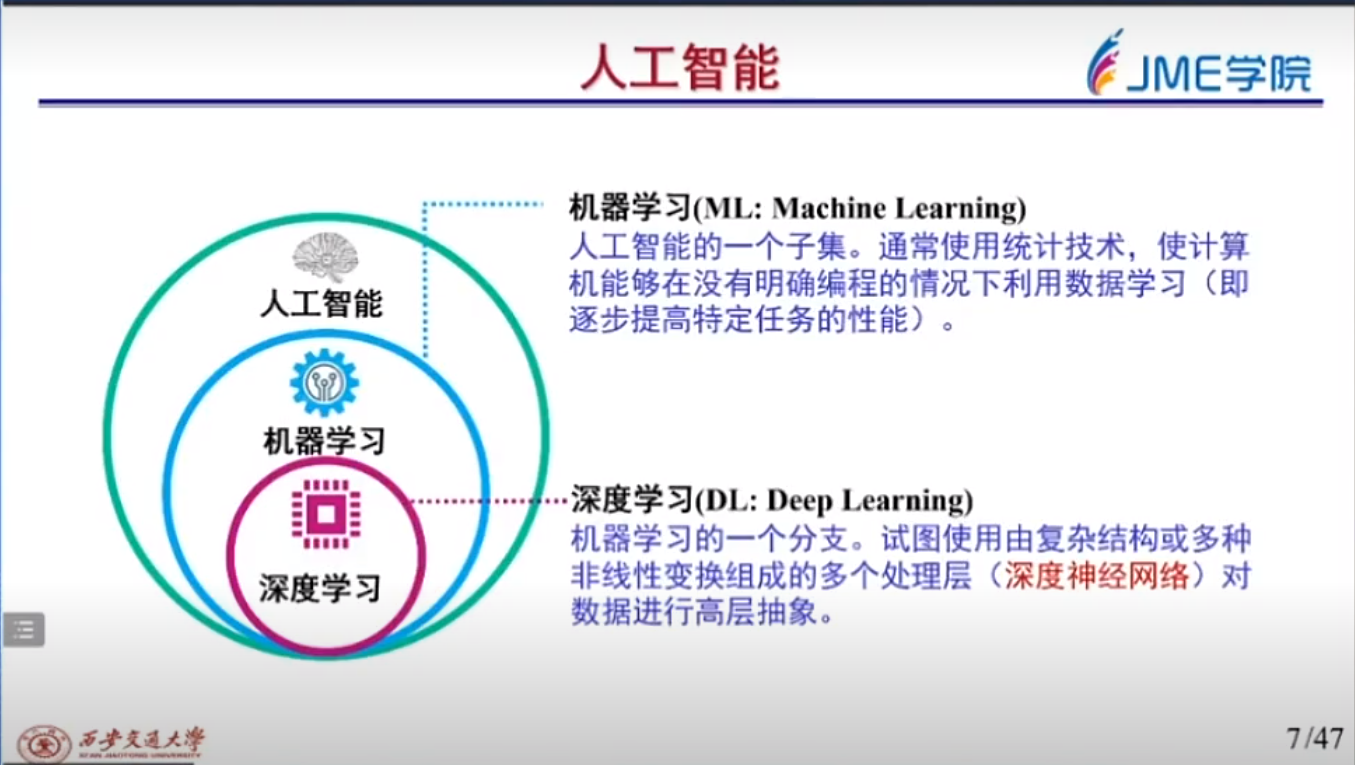 人工智能
JME学院
人工智能
机器学习
深度学习
机器学习(ML: Machine Learning)
人工智能的一个子集。通常使用统计技术，使计算
机能够在没有明确编程的情况下利用数据学习（即
逐步提高特定任务的性能）。
深度学习(DL: Deep Learning)
机器学习的一个分支。试图使用由复杂结构或多种
非线性变换组成的多个处理层（深度神经网络）对
数据进行高层抽象。
西安交通大学
XI'AN JIAOTONG UNIVERSITY
7/47